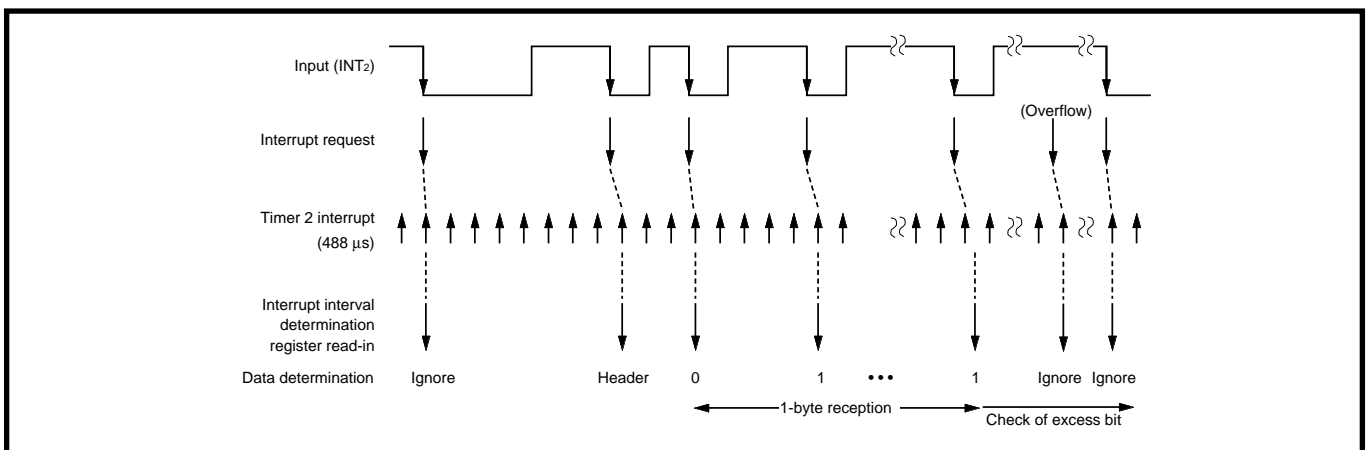 Input (INT2)
(Overflow)
Interrupt request
Timer 2 interrupt
(488 µs)
Interrupt interval
determination
register read-in
Data determination Ignore Header 0 1 ••• 1 Ignore Ignore
1-byte reception
Check of excess bit